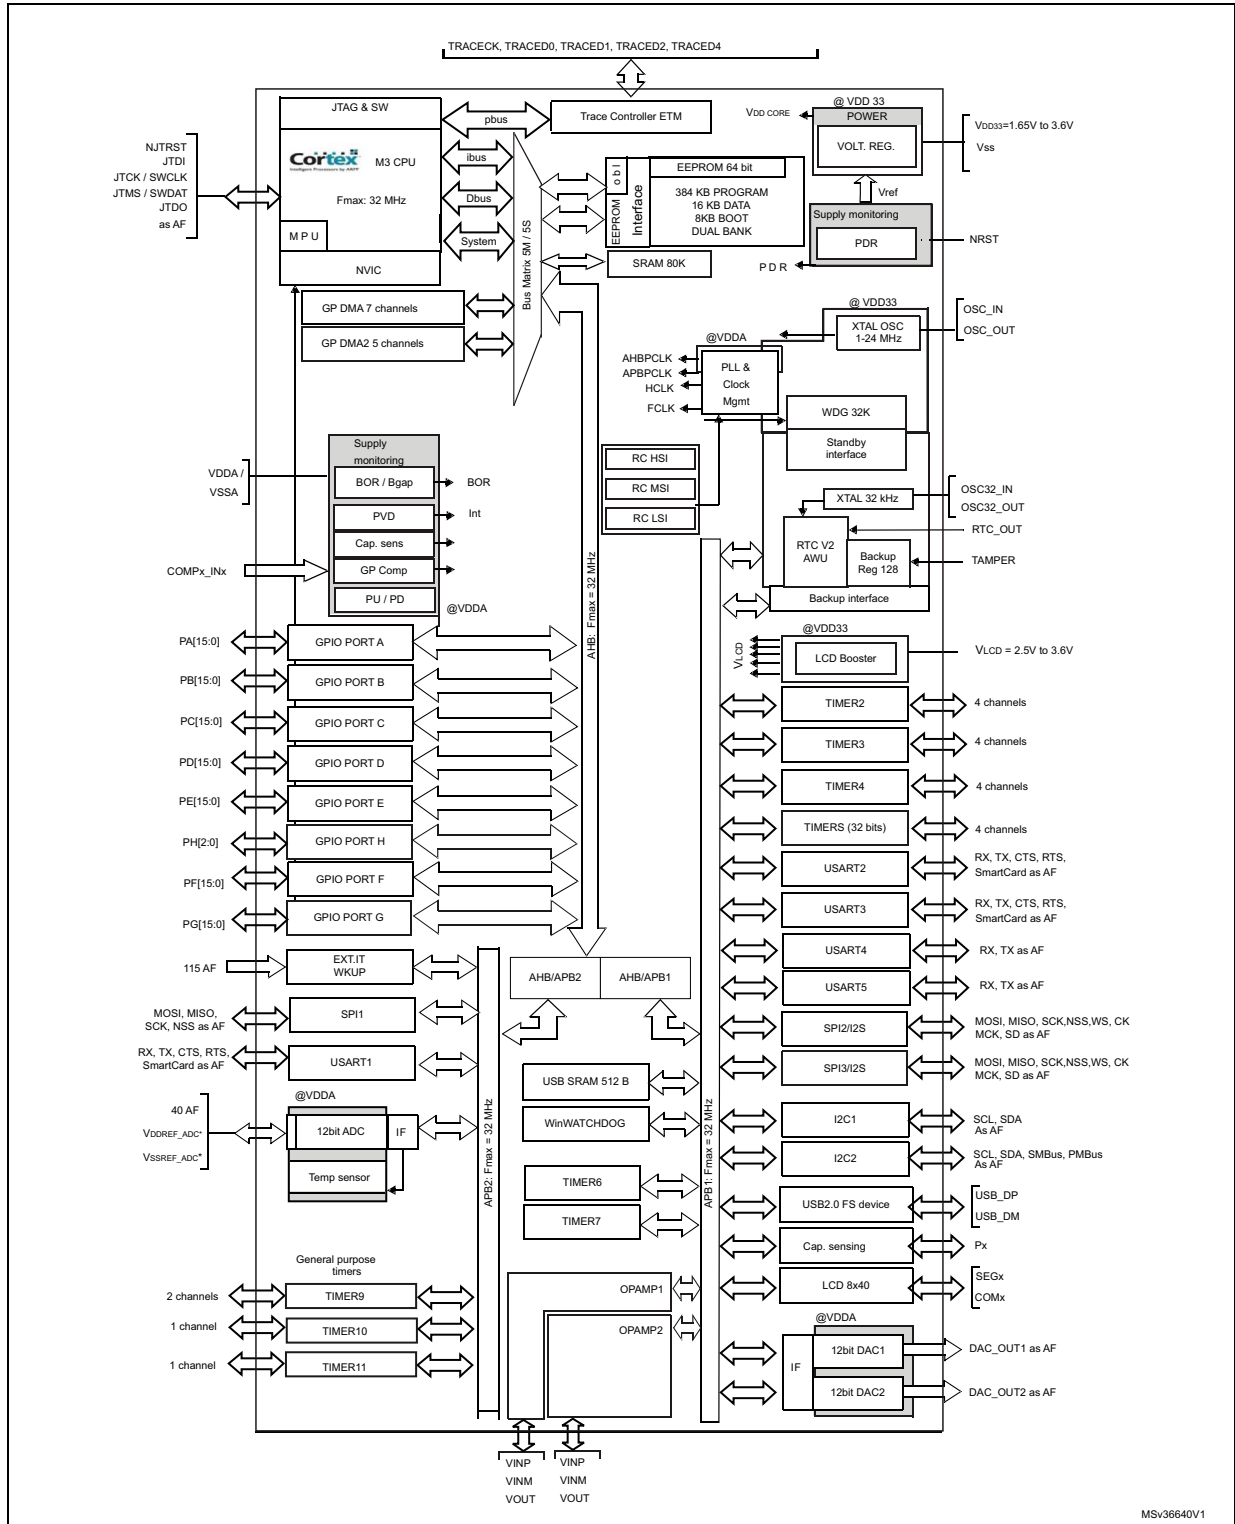 TRACECK, TRACED0, TRACED1, TRACED2, TRACED4
JTAG & SW
pbus
Trace Controller ETM
VDD CORE
@ VDD 33
POWER
VOLT. REG.
VDD33=1.65V to 3.6V
Vss
NJTRST
JTDI
JTCK / SWCLK
JTMS / SWDAT
JTDO
as AF
Cortex
Intelligent Processors by ARM
M3 CPU
Fmax: 32 MHz
M P U
NVIC
ibus
Dbus
System
Bus Matrix 5M / 5S
EEPROM
obl
Interface
EEPROM 64 bit
384 KB PROGRAM
16 KB DATA
8KB BOOT
DUAL BANK
SRAM 80K
Vref
Supply monitoring
PDR
NRST
P D R
GP DMA 7 channels
GP DMA2 5 channels
@ VDD33
XTAL OSC
1-24 MHz
OSC_IN
OSC_OUT
@VDDA
PLL &
Clock
Mgmt
AHBPCLK
APBPCLK
HCLK
FCLK
WDG 32K
Standby
interface
RC HSI
RC MSI
RC LSI
Supply
monitoring
BOR / Bgap
PVD
Cap. sens
GP Comp
PU / PD
@VDDA
VDDA /
VSSA
BOR
Int
COMPx_INx
XTAL 32 kHz
OSC32_IN
OSC32_OUT
RTC V2
AWU
Backup
Reg 128
RTC_OUT
TAMPER
Backup interface
AHB: Fmax = 32 MHz
@VDD33
VLCD
LCD Booster
VLCD = 2.5V to 3.6V
PA[15:0]
GPIO PORT A
PB[15:0]
GPIO PORT B
PC[15:0]
GPIO PORT C
PD[15:0]
GPIO PORT D
PE[15:0]
GPIO PORT E
PH[2:0]
GPIO PORT H
PF[15:0]
GPIO PORT F
PG[15:0]
GPIO PORT G
TIMER2
4 channels
TIMER3
4 channels
TIMER4
4 channels
TIMERS (32 bits)
4 channels
USART2
RX, TX, CTS, RTS,
SmartCard as AF
USART3
RX, TX, CTS, RTS,
SmartCard as AF
USART4
RX, TX as AF
USART5
RX, TX as AF
SPI2/I2S
MOSI, MISO, SCK,NSS,WS, CK
MCK, SD as AF
SPI3/I2S
MOSI, MISO, SCK,NSS,WS, CK
MCK, SD as AF
I2C1
SCL, SDA
As AF
I2C2
SCL, SDA, SMBus, PMBus
As AF
USB2.0 FS device
USB_DP
USB_DM
Cap. sensing
Px
LCD 8x40
SEGx
COMx
@VDDA
IF
12bit DAC1
DAC_OUT1 as AF
12bit DAC2
DAC_OUT2 as AF
115 AF
EXT.IT
WKUP
MOSI, MISO,
SCK, NSS as AF
SPI1
RX, TX, CTS, RTS,
SmartCard as AF
USART1
@VDDA
40 AF
VDDREF_ADC*
VSSREF_ADC*
12bit ADC
IF
Temp sensor
APB2: Fmax = 32 MHz
AHB/APB2
AHB/APB1
USB SRAM 512 B
WinWATCHDOG
TIMER6
TIMER7
APB1: Fmax = 32 MHz
General purpose
timers
2 channels
TIMER9
1 channel
TIMER10
1 channel
TIMER11
OPAMP1
OPAMP2
VINP
VINM
VOUT
VINP
VINM
VOUT
MSv36640V1